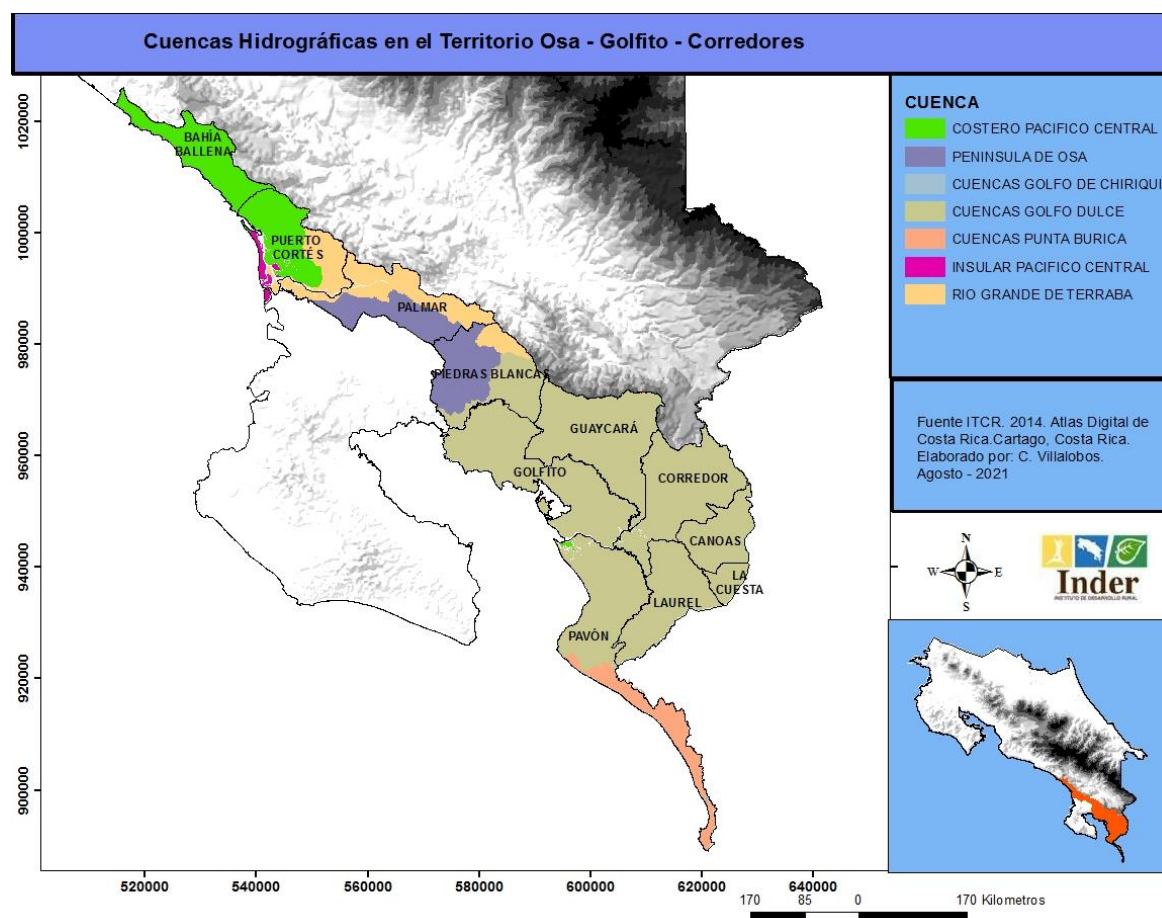 Cuencas Hidrográficas en el Territorio Osa - Golfito - Corredores
1020000
1000000
980000
960000
940000
920000
900000
BAHÍA
BALLENA
PUERTO
CORTÉS
PALMAR
PIEDRAS BLANCAS
GUAYCARÁ
GOLFITO
CORREDOR
CANOAS
LA
CUESTA
LAUREL
PAVÓN
520000 540000 560000 580000 600000 620000 640000
CUENCA
COSTERO PACIFICO CENTRAL
PENINSULA DE OSA
CUENCAS GOLFO DE CHIRIQUI
CUENCAS GOLFO DULCE
CUENCAS PUNTA BURICA
INSULAR PACIFICO CENTRAL
RIO GRANDE DE TERRABA
Fuente ITCR. 2014. Atlas Digital de
Costa Rica.Cartago, Costa Rica.
Elaborado por: C. Villalobos.
Agosto - 2021
N
W E
S
Inder
INSTITUTO DE DESARROLLO RURAL
170 85 0 170 Kilometros